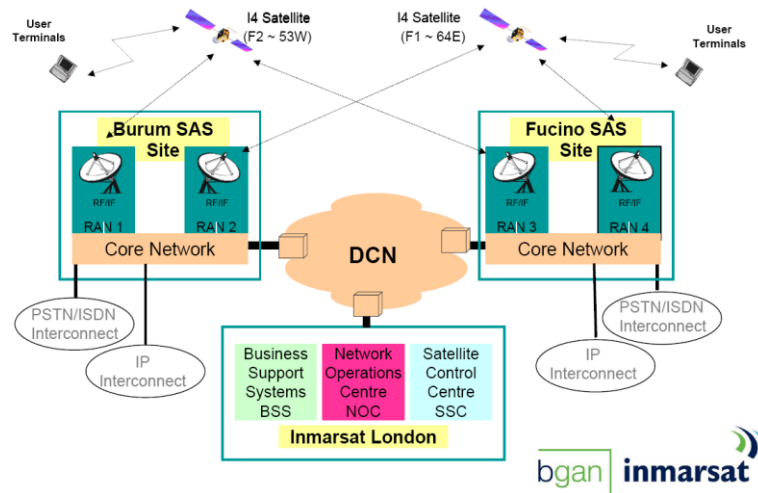 User
Terminals
I4 Satellite
(F2 ~ 53W)
I4 Satellite
(F1 ~ 64E)
User
Terminals
Burum SAS
Site
Fucino SAS
Site
RF/IF
RAN 1
RF/IF
RAN 2
RF/IF
RAN 3
RF/IF
RAN 4
Core Network
DCN
Core Network
PSTN/ISDN
Interconnect
IP
Interconnect
PSTN/ISDN
Interconnect
IP
Interconnect
Business
Support
Systems
BSS
Network
Operations
Centre
NOC
Satellite
Control
Centre
SSC
Inmarsat London
bgan
inmarsat